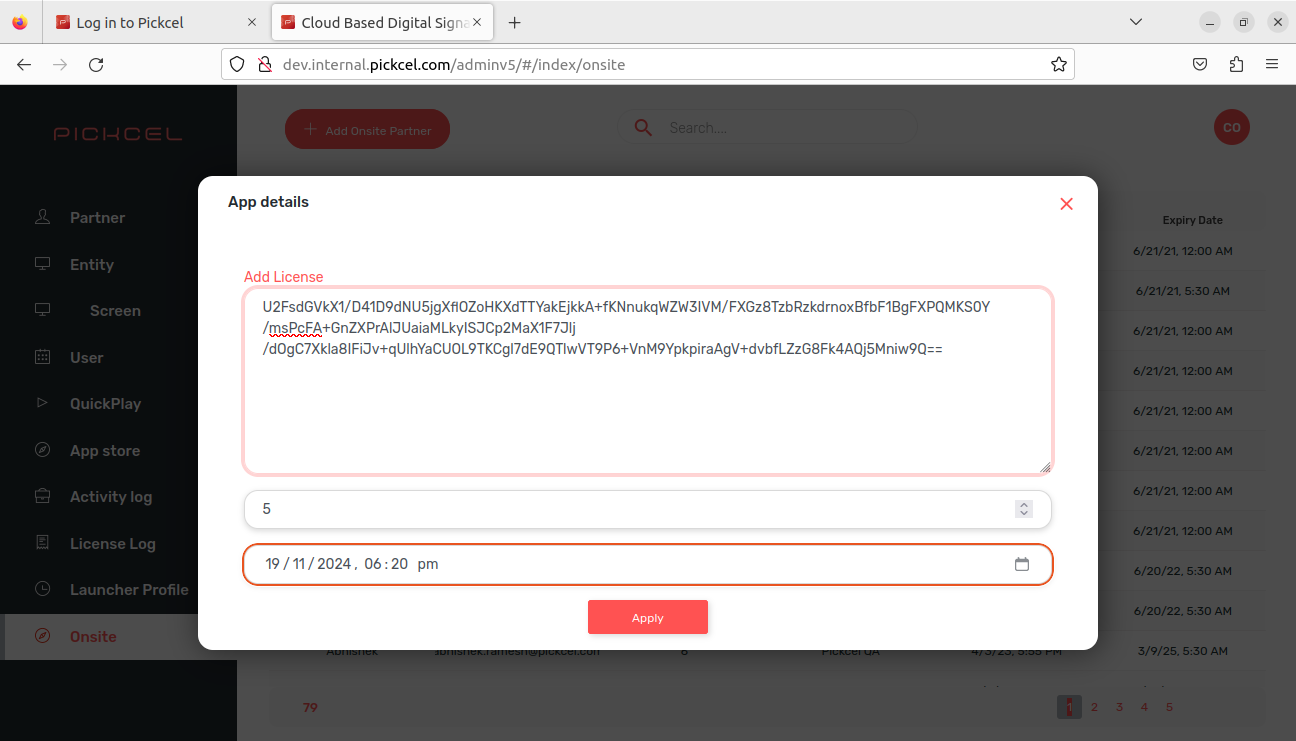 Log in to Pickcel
Cloud Based Digital Signa
dev.internal.pickcel.com/adminv5/#/index/onsite
PICKCEL
Add Onsite Partner
Search....
CO
Partner
Entity
Screen
User
QuickPlay
App store
Activity log
License Log
Launcher Profile
Onsite
App details
Add License
U2FsdGVkX1/D41D9dNU5jgXfl0ZoHKXdTTYakEjkkA+fKNnukqWZW3lVM/FXGz8TzbRzkdrnoxBfbF1BgFXPQMKS0Y
/msPcFA+GnZXPrAlJUaiaMLkylSJCp2MaX1F7Jlj
/dOgC7Xkla8lFiJv+qUlhYaCUOL9TKCgl7dE9QTlwVT9P6+VnM9YpkpiraAgV+dvbfLZzG8Fk4AQj5Mniw9Q==
5
19/11/2024, 06:20 pm
Apply
Expiry Date
6/21/21, 12:00 AM
6/21/21, 5:30 AM
6/21/21, 12:00 AM
6/21/21, 12:00 AM
6/21/21, 12:00 AM
6/21/21, 12:00 AM
6/21/21, 12:00 AM
6/21/21, 12:00 AM
6/20/22, 5:30 AM
6/20/22, 5:30 AM
Abhishek abhishek.ramesh@pickcel.com 6 Pickcel QA 4/3/23, 5:55 PM 3/9/25, 5:30 AM
79
1 2 3 4 5